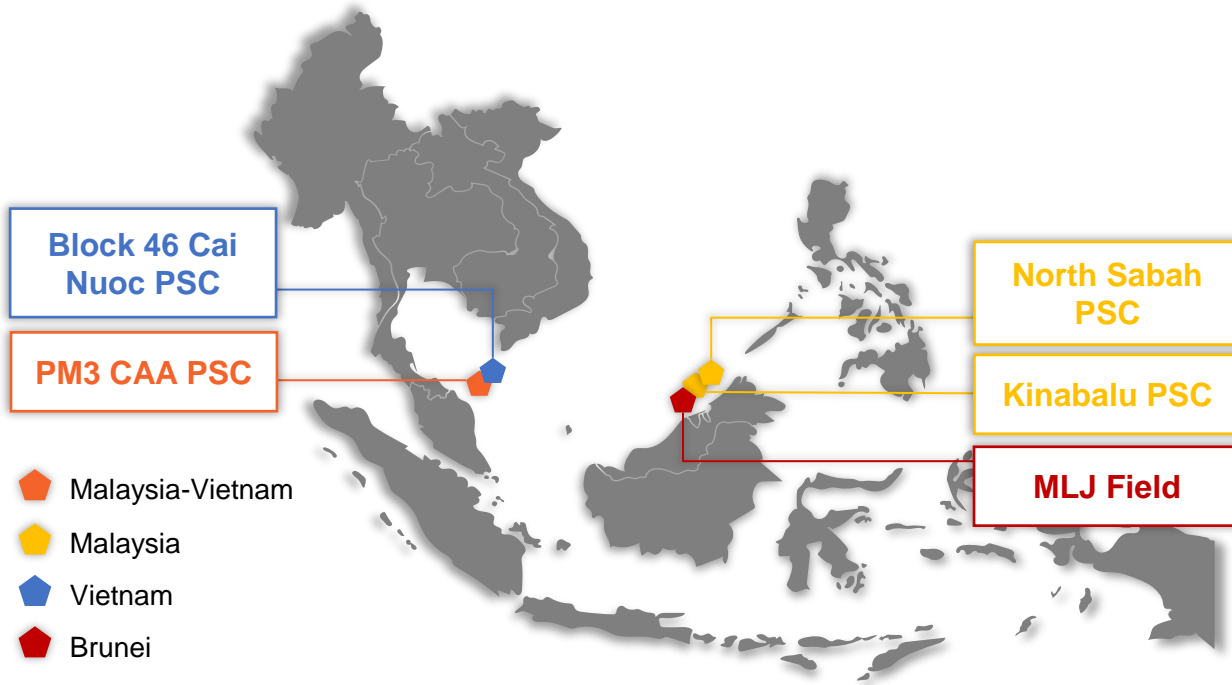 Block 46 Cai
Nuoc PSC
PM3 CAA PSC
North Sabah
PSC
Kinabalu PSC
MLJ Field
Malaysia-Vietnam
Malaysia
Vietnam
Brunei